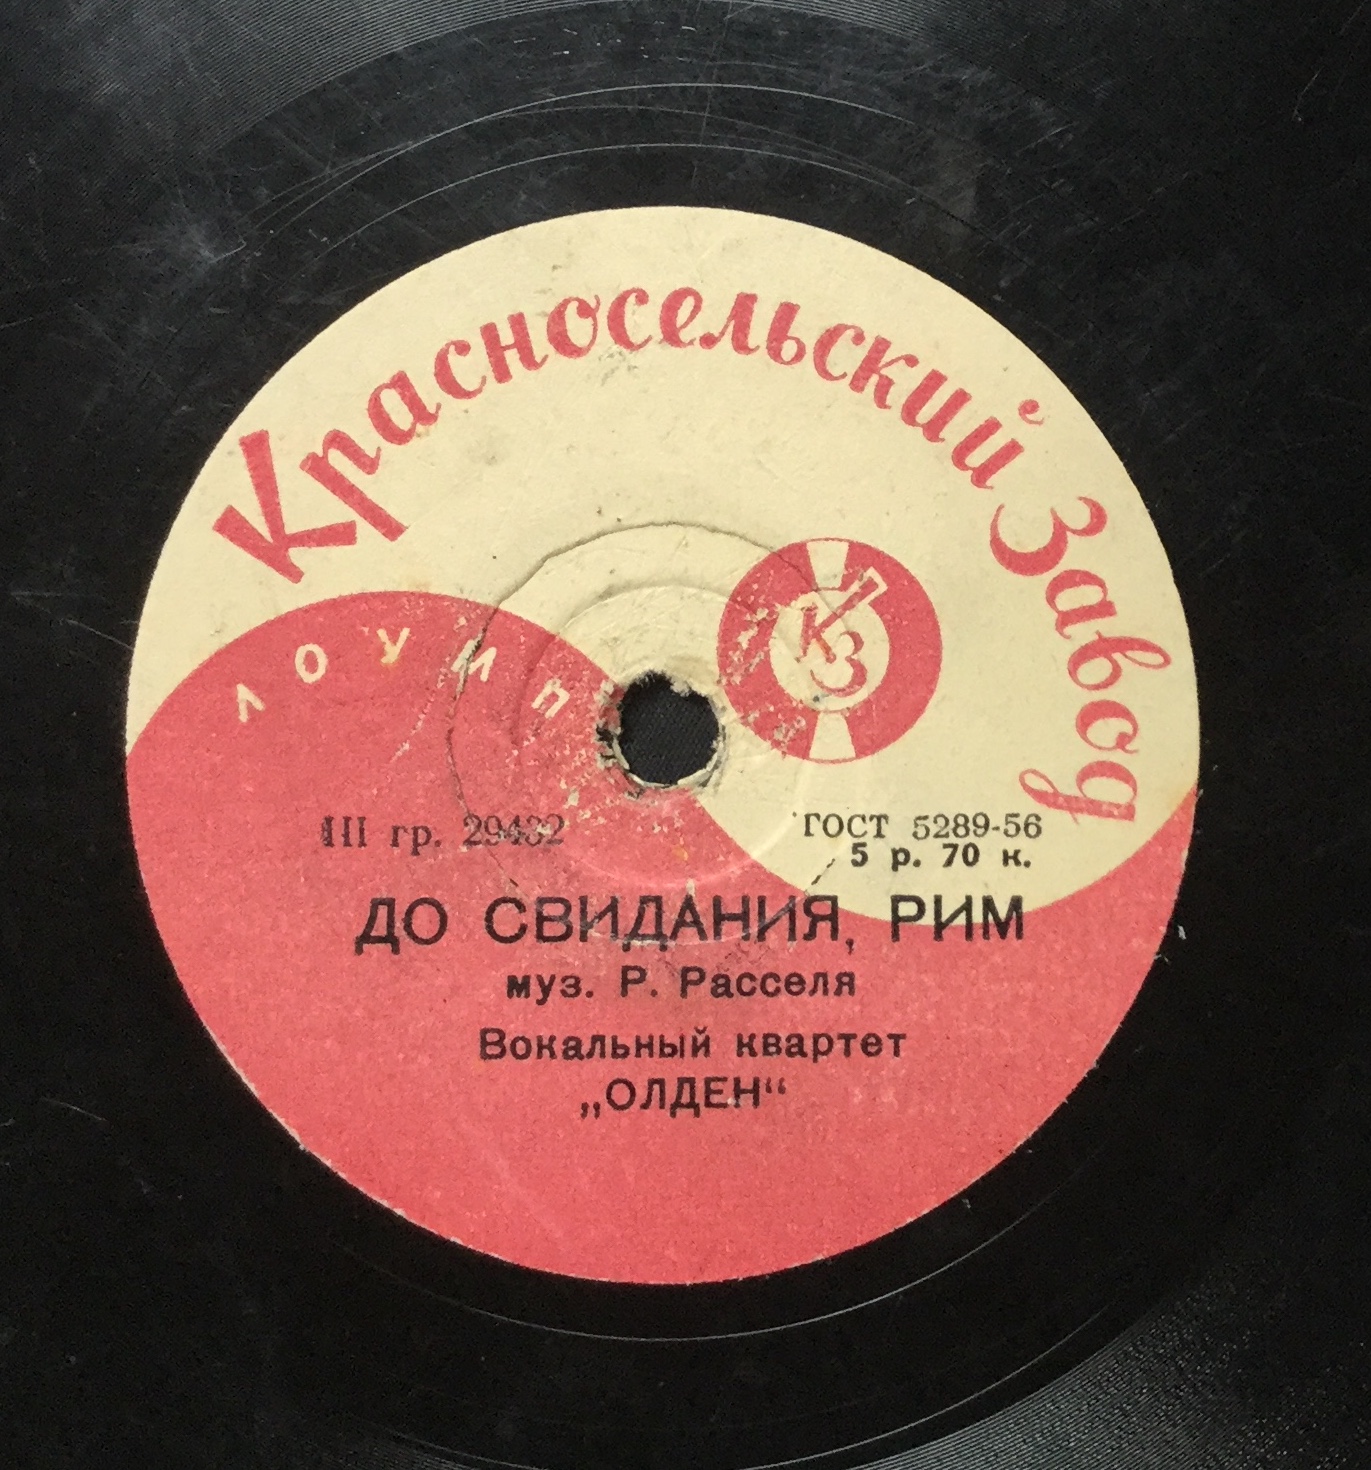 Красносельский Завод
ЛОУМП
КЗ
III гр. 29432
ГОСТ 5289-56
5 р. 70 к.
ДО СВИДАНИЯ, РИМ
муз. Р. Расселя
Вокальный квартет
„ОЛДЕН“